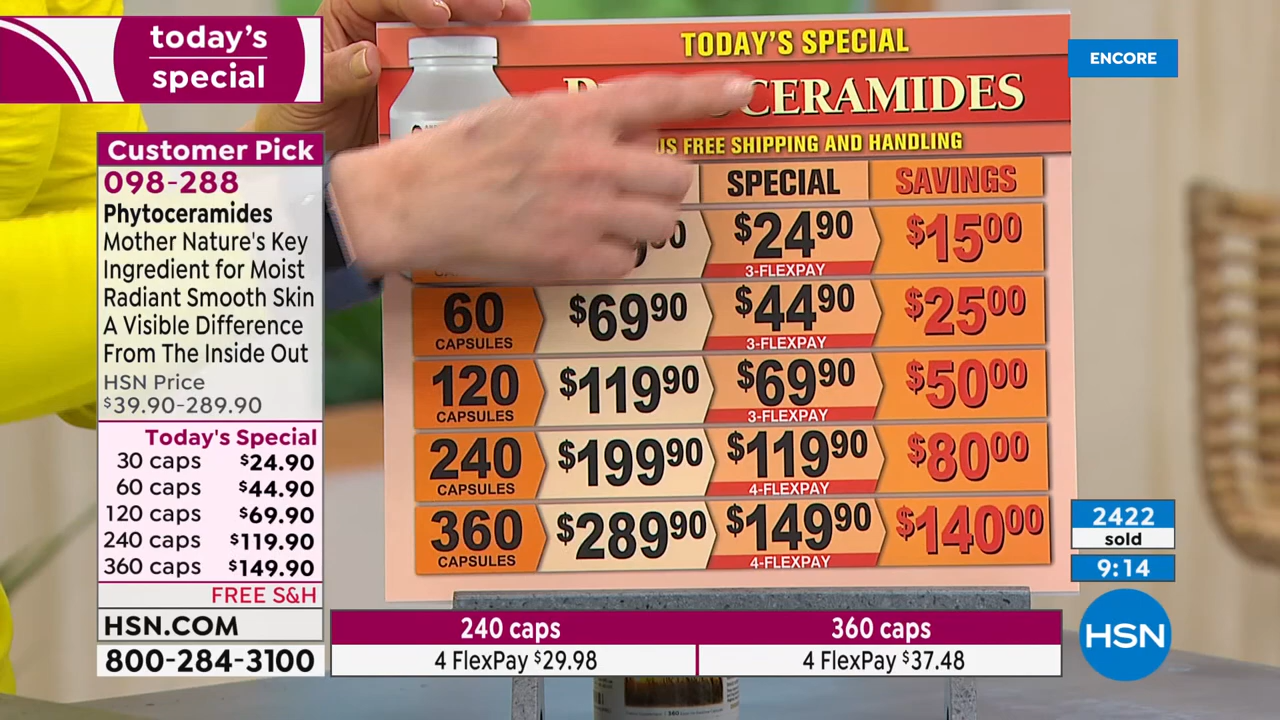 today's
special
Customer Pick
098-288
Phytoceramides
Mother Nature's Key
Ingredient for Moist
Radiant Smooth Skin
A Visible Difference
From The Inside Out
HSN Price
$39.90-289.90
Today's Special
30 caps $24.90
60 caps $44.90
120 caps $69.90
240 caps $119.90
360 caps $149.90
FREE S&H
HSN.COM
800-284-3100
TODAY'S SPECIAL
CERAMIDES
FREE SHIPPING AND HANDLING
SPECIAL SAVINGS
$24.90 $15.00
3-FLEXPAY
60 $69.90 $44.90 $25.00
CAPSULES 3-FLEXPAY
120 $119.90 $69.90 $50.00
CAPSULES 3-FLEXPAY
240 $199.90 $119.90 $80.00
CAPSULES 4-FLEXPAY
360 $289.90 $149.90 $140.00
CAPSULES 4-FLEXPAY
ENCORE
2422
sold
9:14
HSN
240 caps 360 caps
4 FlexPay $29.98 4 FlexPay $37.48